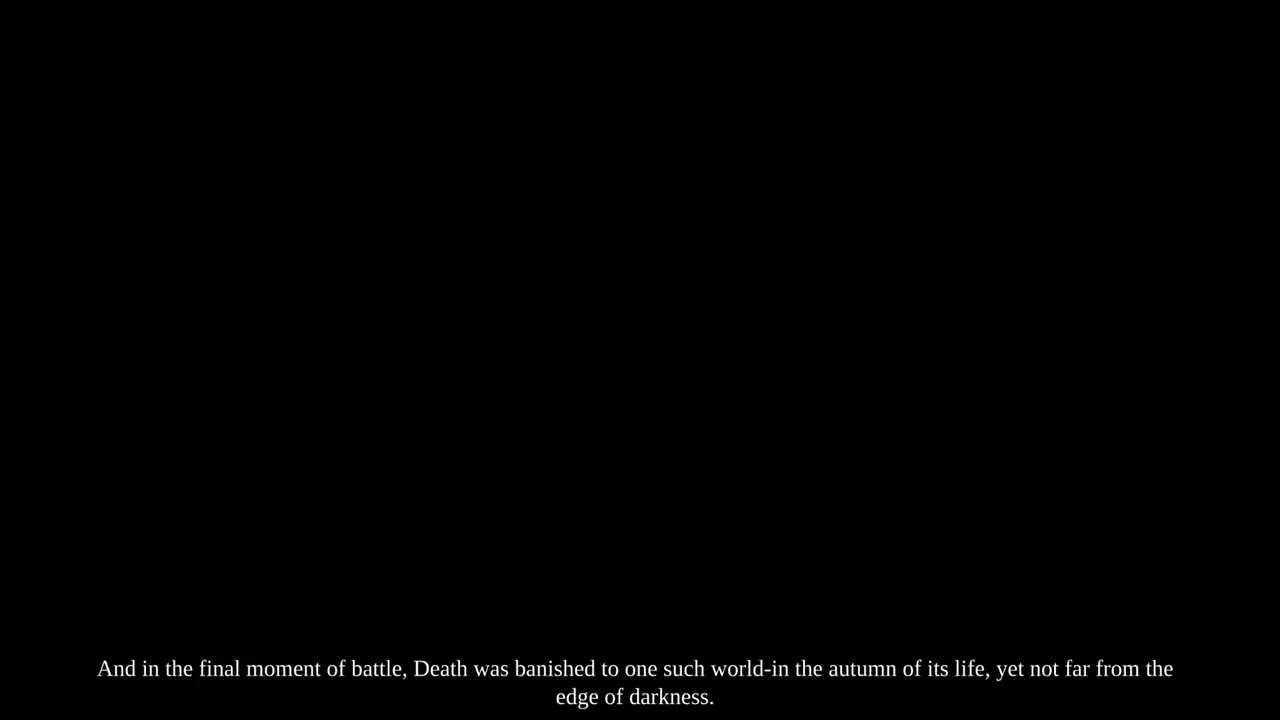 And in the final moment of battle, Death was banished to one such world-in the autumn of its life, yet not far from the
edge of darkness.